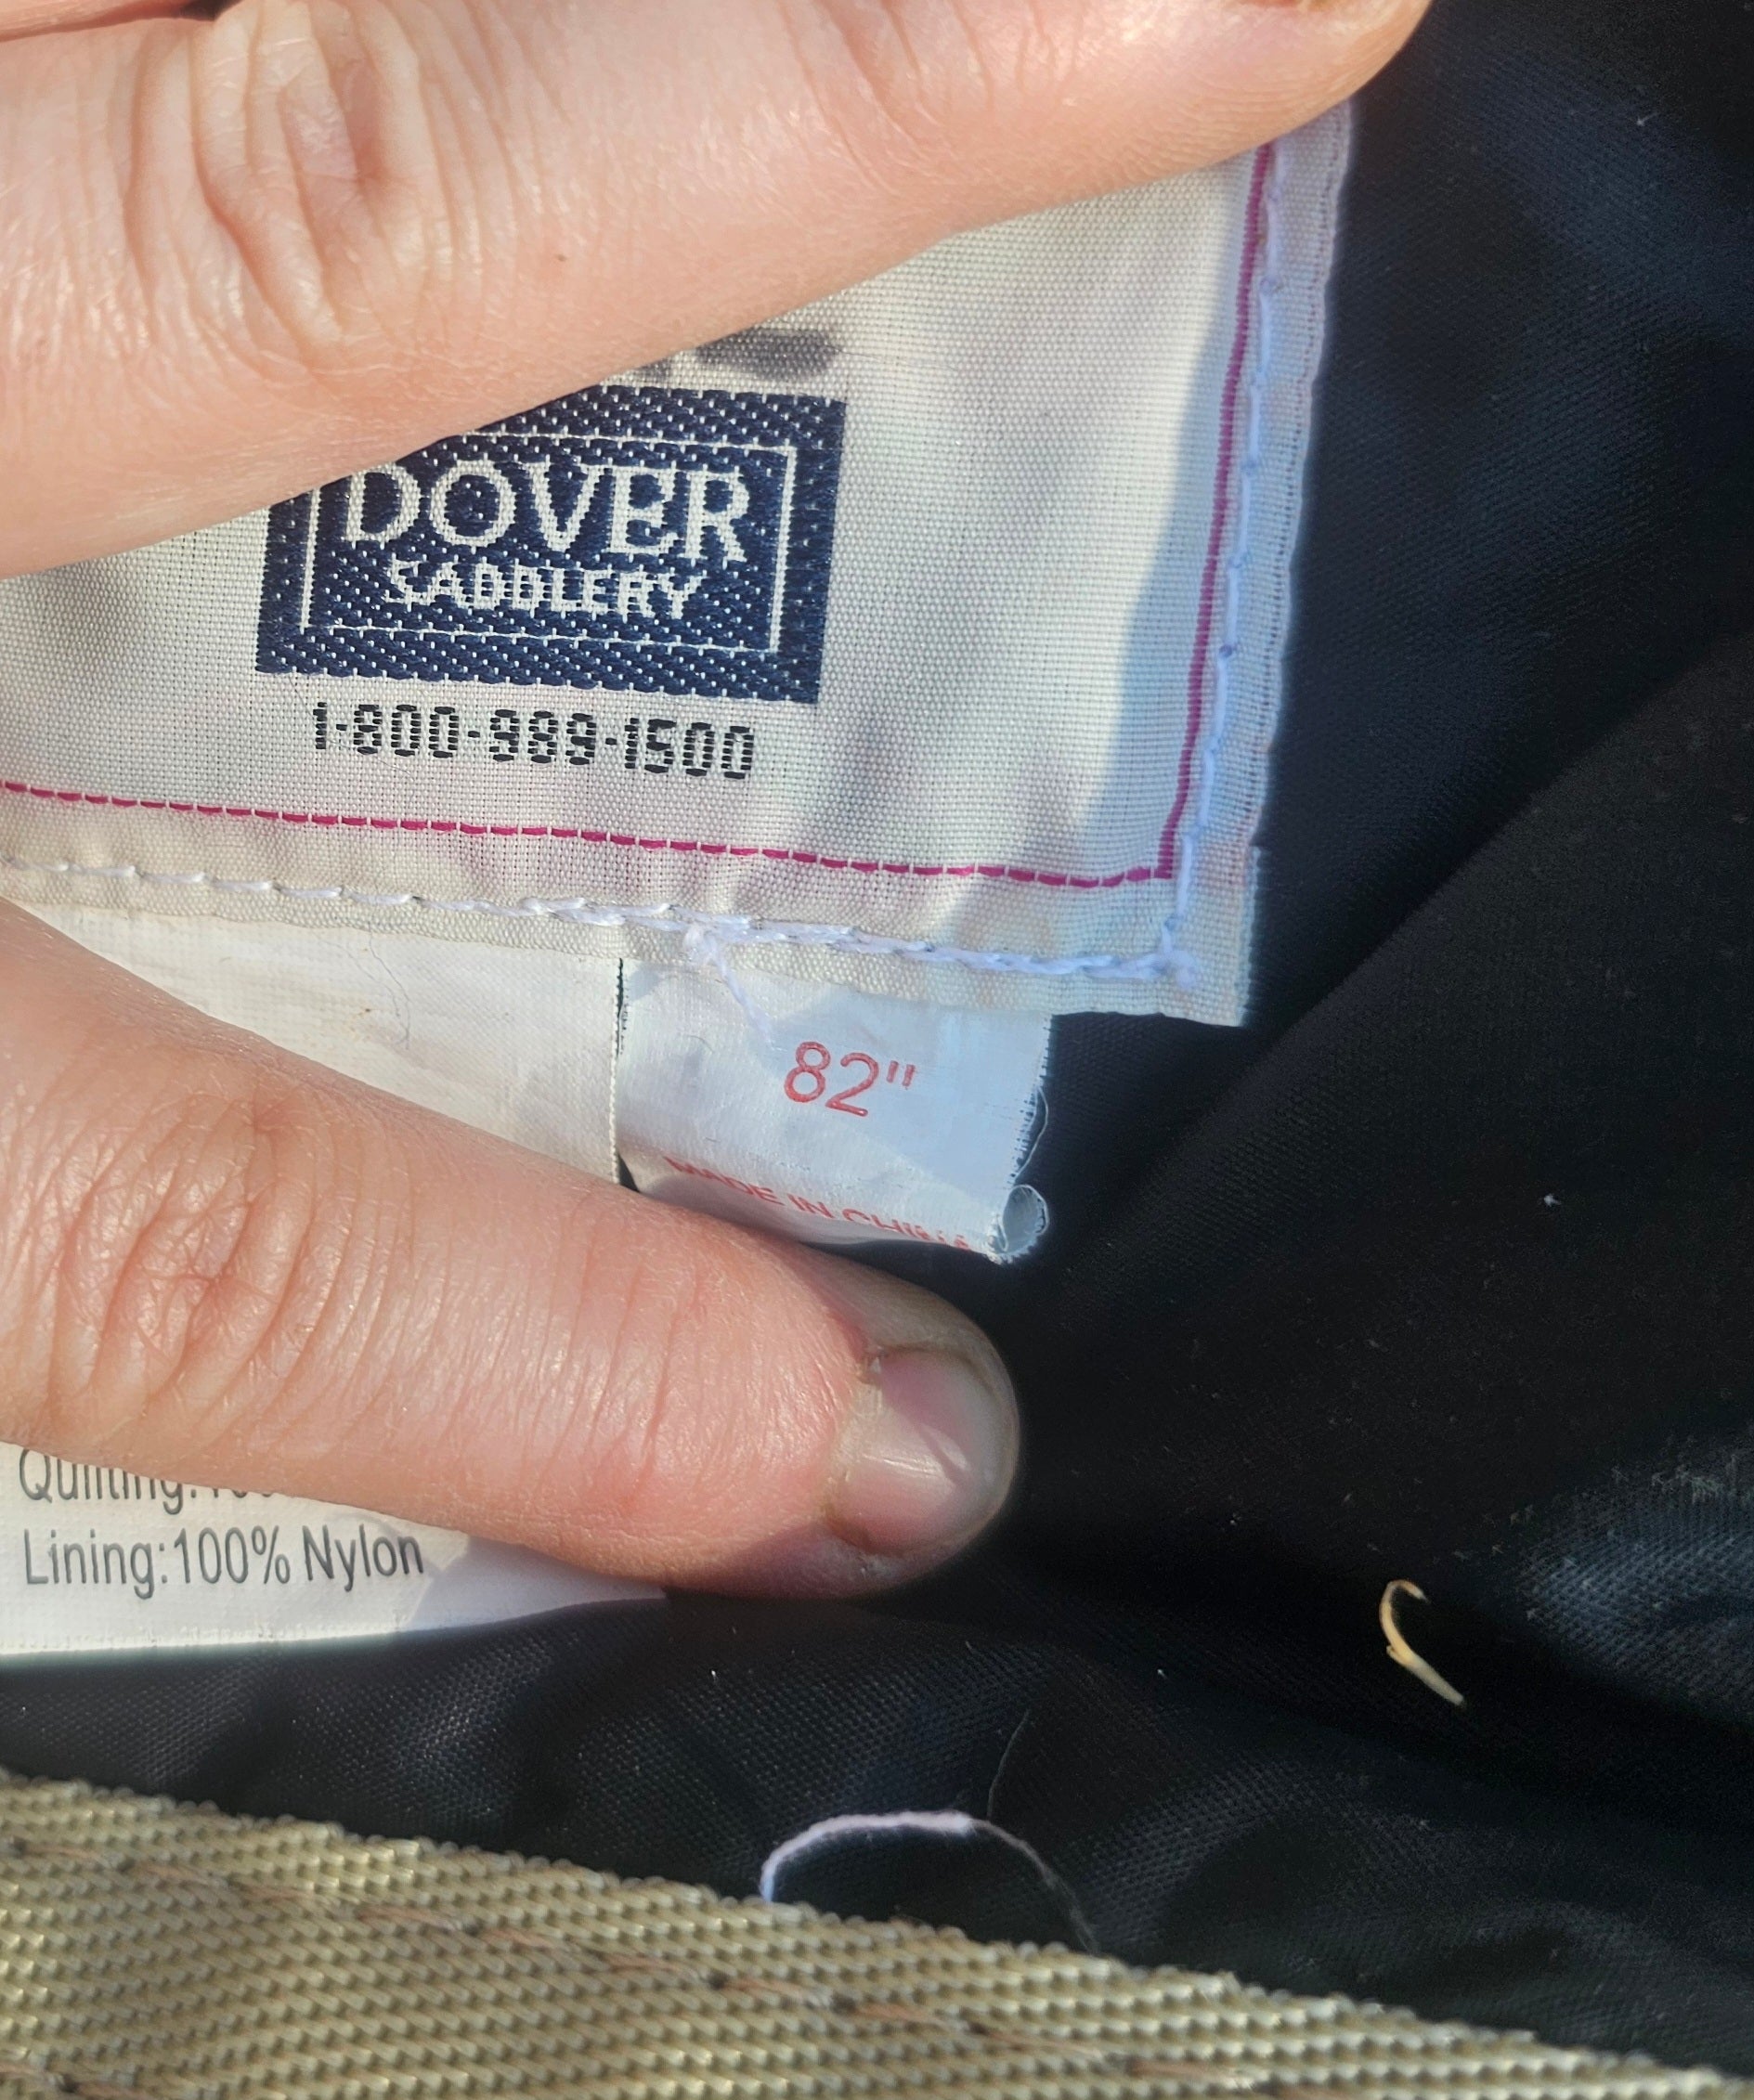 DOVER
SADDLERY
1-800-989-1500
82"
MADE IN CHINA
Quilting:
Lining:100% Nylon